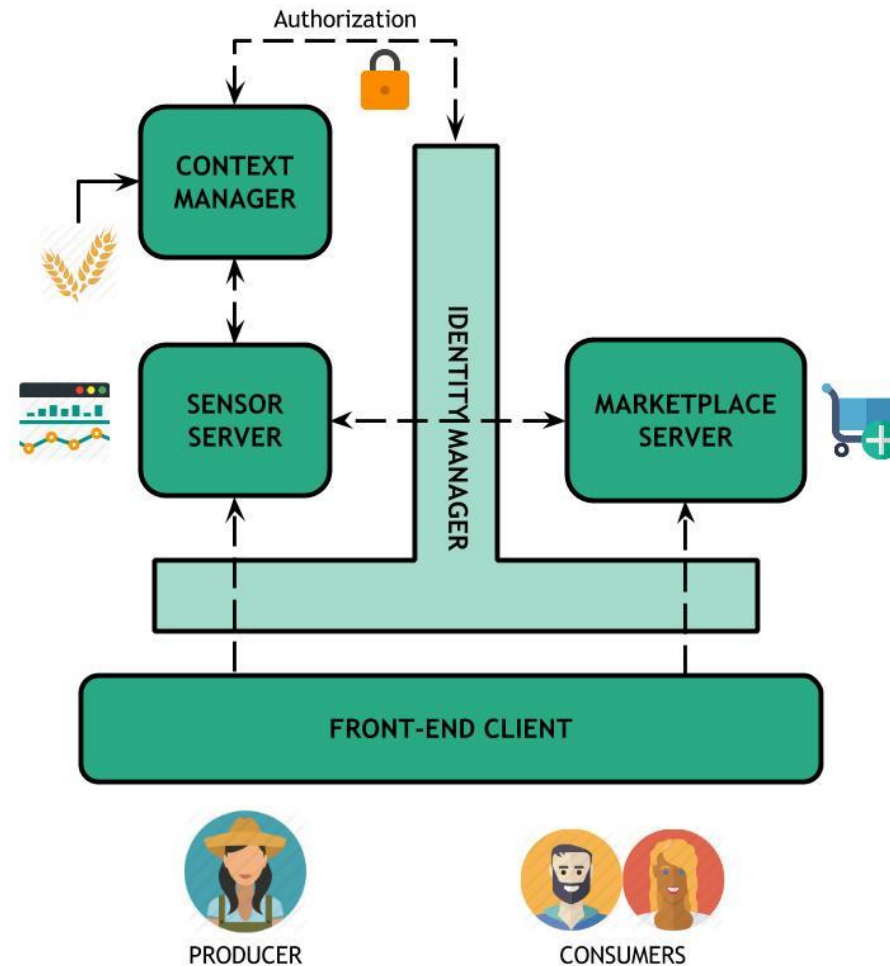 Authorization
CONTEXT
MANAGER
IDENTITY MANAGER
SENSOR
SERVER
MARKETPLACE
SERVER
FRONT-END CLIENT
PRODUCER
CONSUMERS